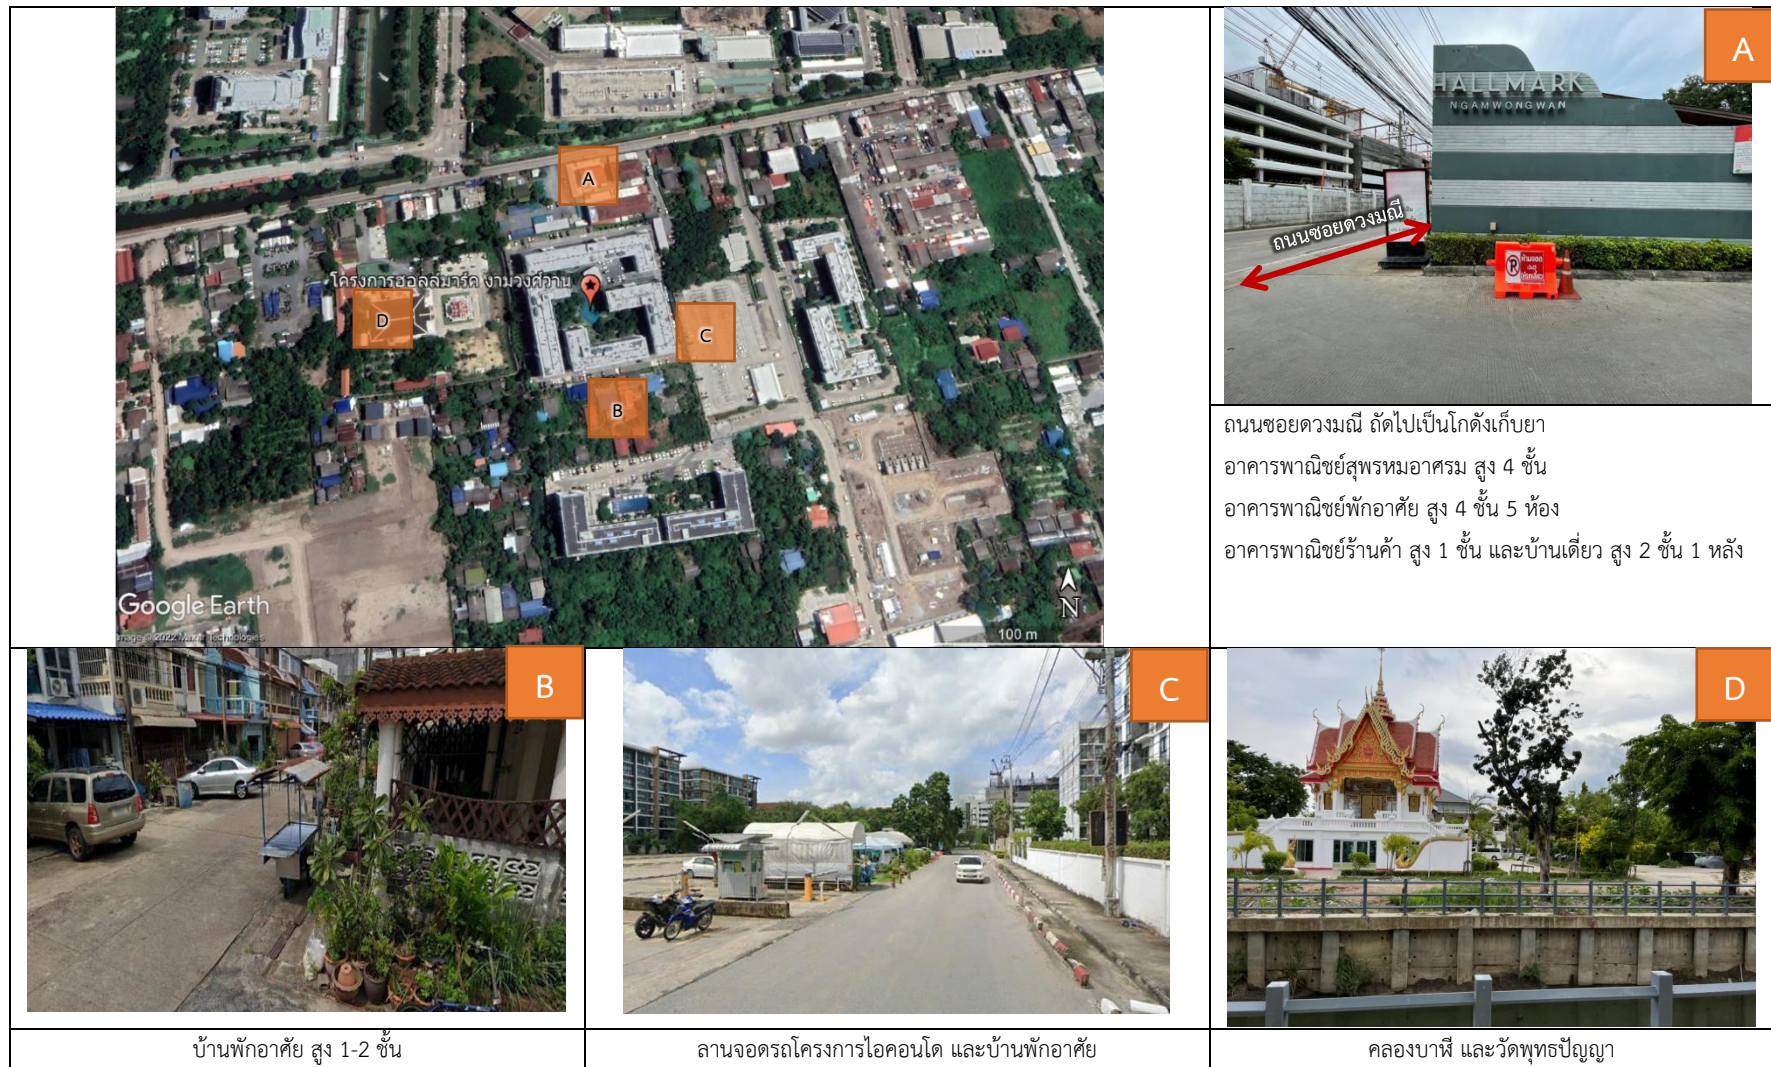 A
โครงการฮอลล์มาร์ค งามวงศ์วาน
D
C
B
Google Earth
Image © 2022 Maxar Technologies
N
100 m
A
HALLMARK
NGAMWONGWAN
ถนนซอยดวงมณี
ห้ามจอด
ถนนซอยดวงมณี ถัดไปเป็นโกดังเก็บยา
อาคารพาณิชย์สุพรหมอาศรม สูง 4 ชั้น
อาคารพาณิชย์พักอาศัย สูง 4 ชั้น 5 ห้อง
อาคารพาณิชย์ร้านค้า สูง 1 ชั้น และบ้านเดี่ยว สูง 2 ชั้น 1 หลัง
B
C
D
บ้านพักอาศัย สูง 1-2 ชั้น
ลานจอดรถโครงการไอคอนโด และบ้านพักอาศัย
คลองบาฬี และวัดพุทธปัญญา